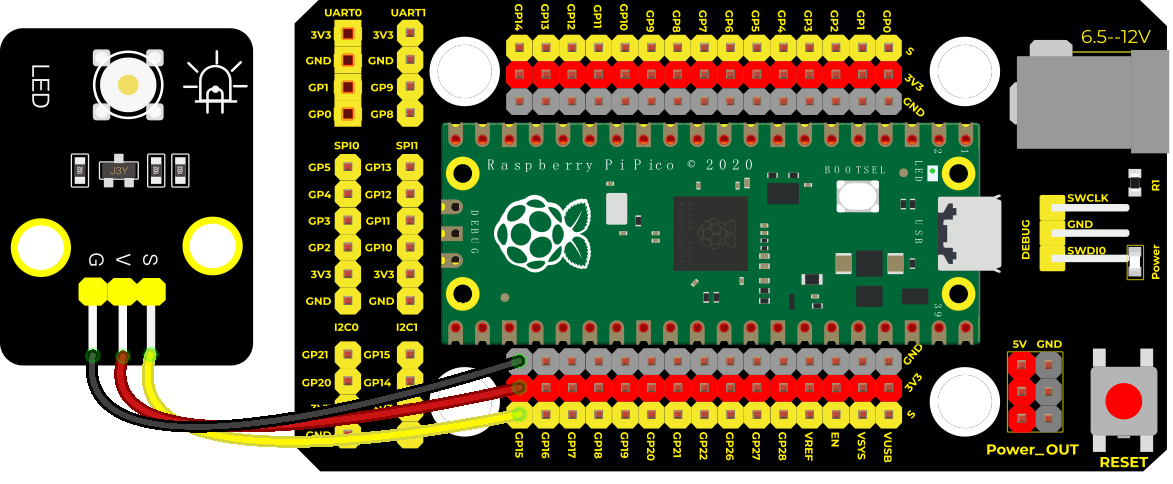 LED
J3Y
G V S
UART0 UART1
3V3 3V3
GND GND
GP1 GP9
GP0 GP8
SPI0 SPI1
GP5 GP13
GP4 GP12
GP3 GP11
GP2 GP10
3V3 3V3
GND GND
I2C0 I2C1
GP21 GP15
GP20 GP14
3V3 3V3
GND
GP14 GP13 GP12 GP11 GP10 GP9 GP8 GP7 GP6 GP5 GP4 GP3 GP2 GP1 GP0
S
3V3
GND
Raspberry PiPico © 2020
BOOTSEL
LED
2
1
DEBUG
USB
39
GND
3V3
S
GP15 GP16 GP17 GP18 GP19 GP20 GP21 GP22 GP26 GP27 GP28 VREF EN VSYS VUSB
6.5--12V
R1
SWCLK
GND
SWDI0
DEBUG
Power
5V GND
Power_OUT
RESET